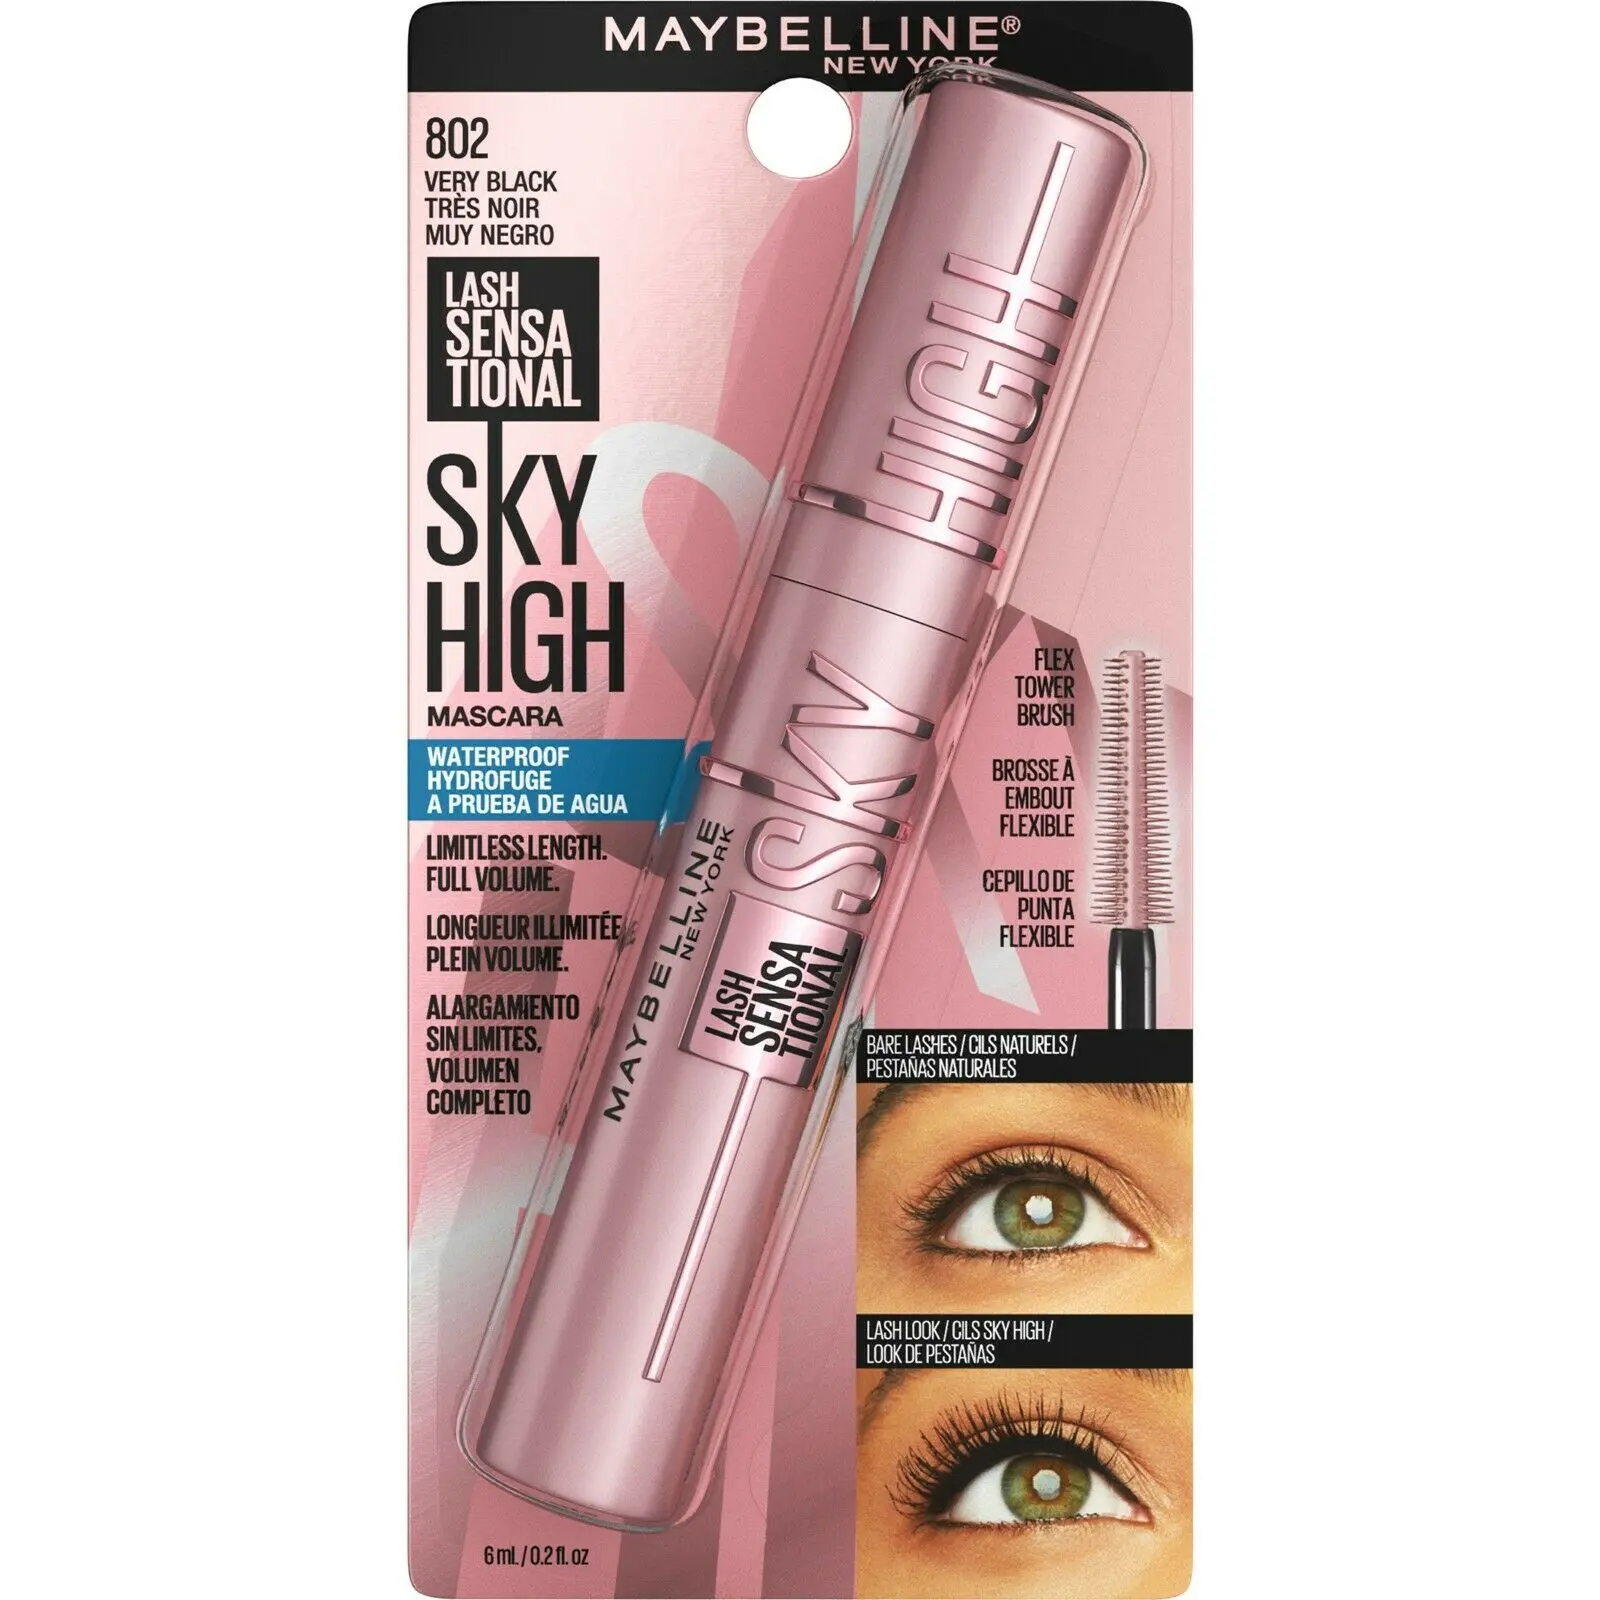 MAYBELLINE®
NEW YORK
802
VERY BLACK
TRÈS NOIR
MUY NEGRO
LASH
SENSA
TIONAL
SKY
HIGH
MASCARA
WATERPROOF
HYDROFUGE
A PRUEBA DE AGUA
LIMITLESS LENGTH.
FULL VOLUME.
LONGUEUR ILLIMITÉE
PLEIN VOLUME.
ALARGAMIENTO
SIN LIMITES,
VOLUMEN
COMPLETO
6 mL / 0.2 fl. oz
SKY HIGH
MAYBELLINE
NEW YORK
LASH
SENSA
TIONAL
FLEX
TOWER
BRUSH
BROSSE À
EMBOUT
FLEXIBLE
CEPILLO DE
PUNTA
FLEXIBLE
BARE LASHES / CILS NATURELS /
PESTAÑAS NATURALES
LASH LOOK / CILS SKY HIGH /
LOOK DE PESTAÑAS